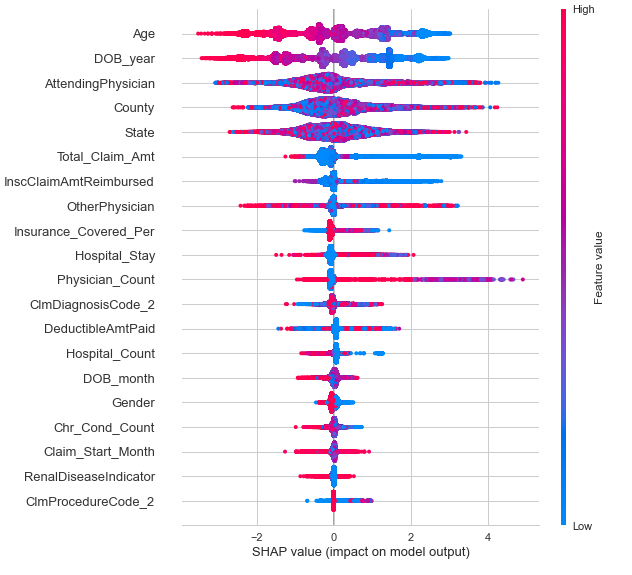 High
Age
DOB_year
AttendingPhysician
County
State
Total_Claim_Amt
InscClaimAmtReimbursed
OtherPhysician
Insurance_Covered_Per
Hospital_Stay
Physician_Count
ClmDiagnosisCode_2
DeductibleAmtPaid
Hospital_Count
DOB_month
Gender
Chr_Cond_Count
Claim_Start_Month
RenalDiseaseIndicator
ClmProcedureCode_2
Feature value
Low
−2 0 2 4
SHAP value (impact on model output)